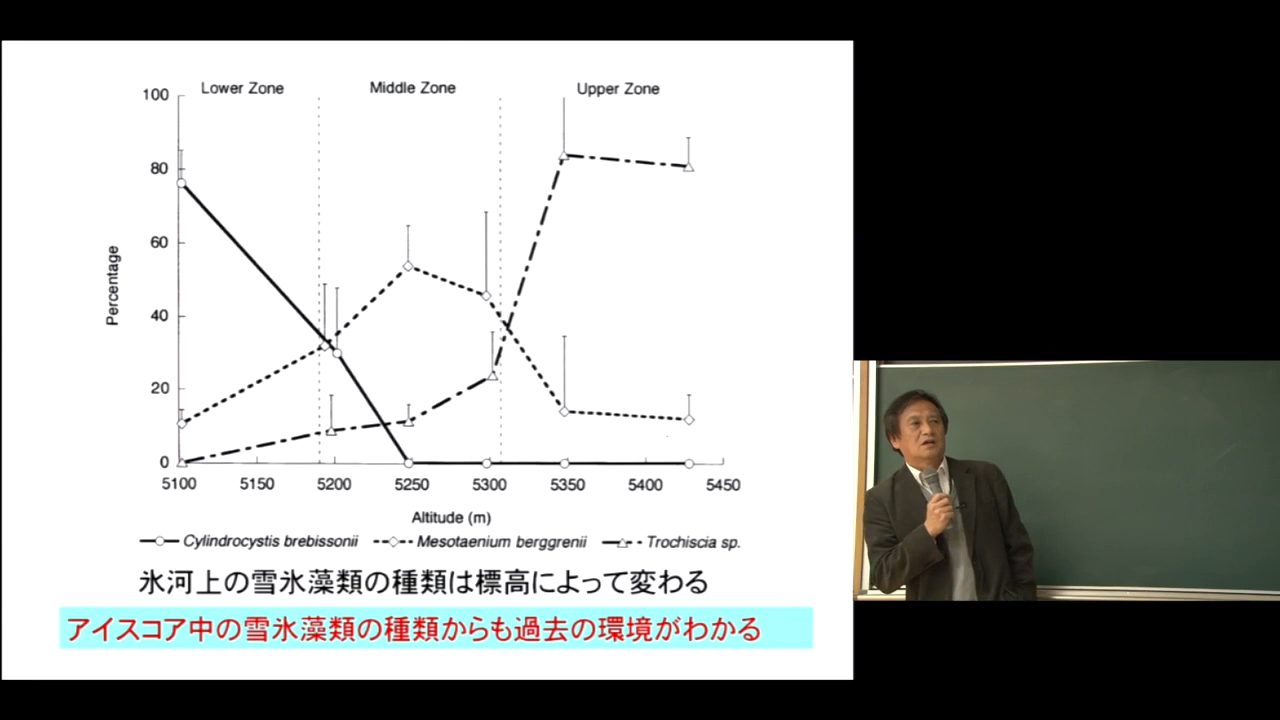 Lower Zone Middle Zone Upper Zone
100
80
60
40
20
0
Percentage
5100 5150 5200 5250 5300 5350 5400 5450
Altitude (m)
Cylindrocystis brebissonii Mesotaenium berggrenii Trochiscia sp.
氷河上の雪氷藻類の種類は標高によって変わる
アイスコア中の雪氷藻類の種類からも過去の環境がわかる